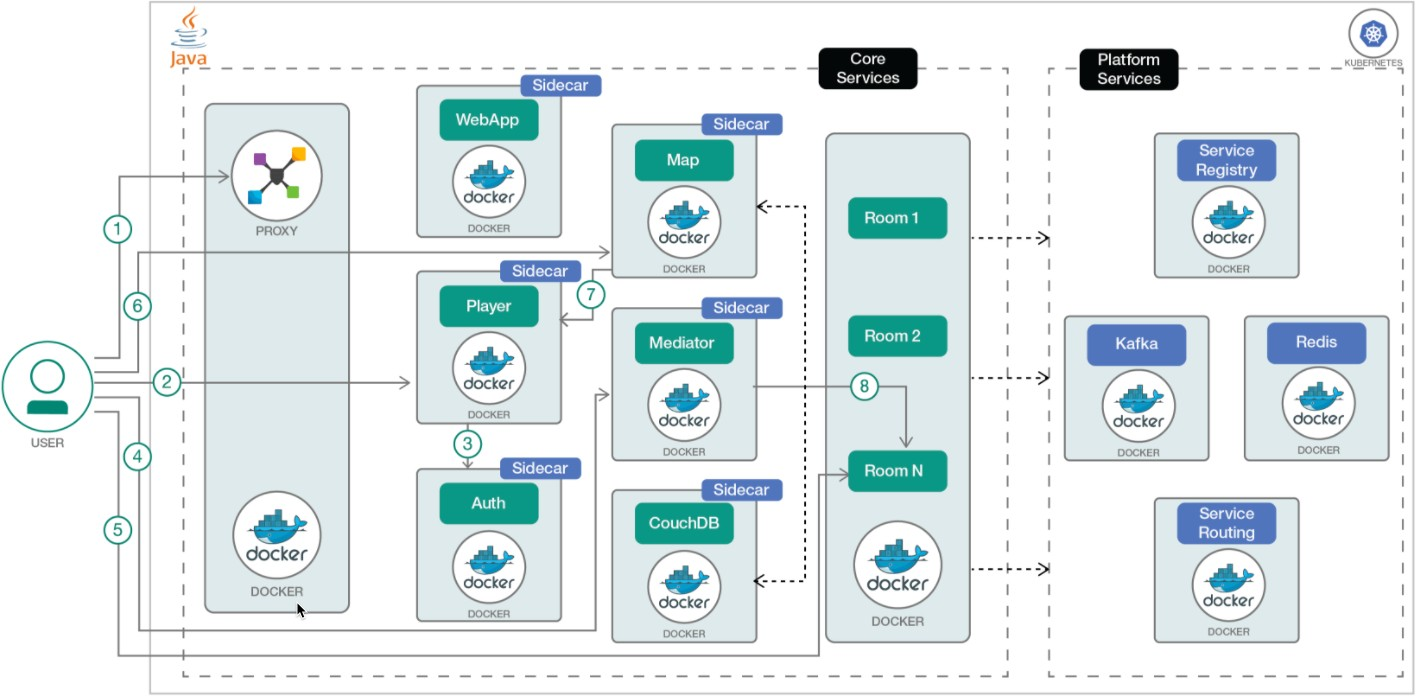 Java
KUBERNETES
Core
Services
Platform
Services
PROXY
docker
DOCKER
Sidecar
WebApp
docker
DOCKER
Sidecar
Map
docker
DOCKER
Sidecar
Player
docker
DOCKER
Sidecar
Mediator
docker
DOCKER
Sidecar
Auth
docker
DOCKER
Sidecar
CouchDB
docker
DOCKER
Room 1
Room 2
Room N
docker
DOCKER
Service
Registry
docker
DOCKER
Kafka
docker
DOCKER
Redis
docker
DOCKER
Service
Routing
docker
DOCKER
USER
1
6
2
4
5
3
7
8